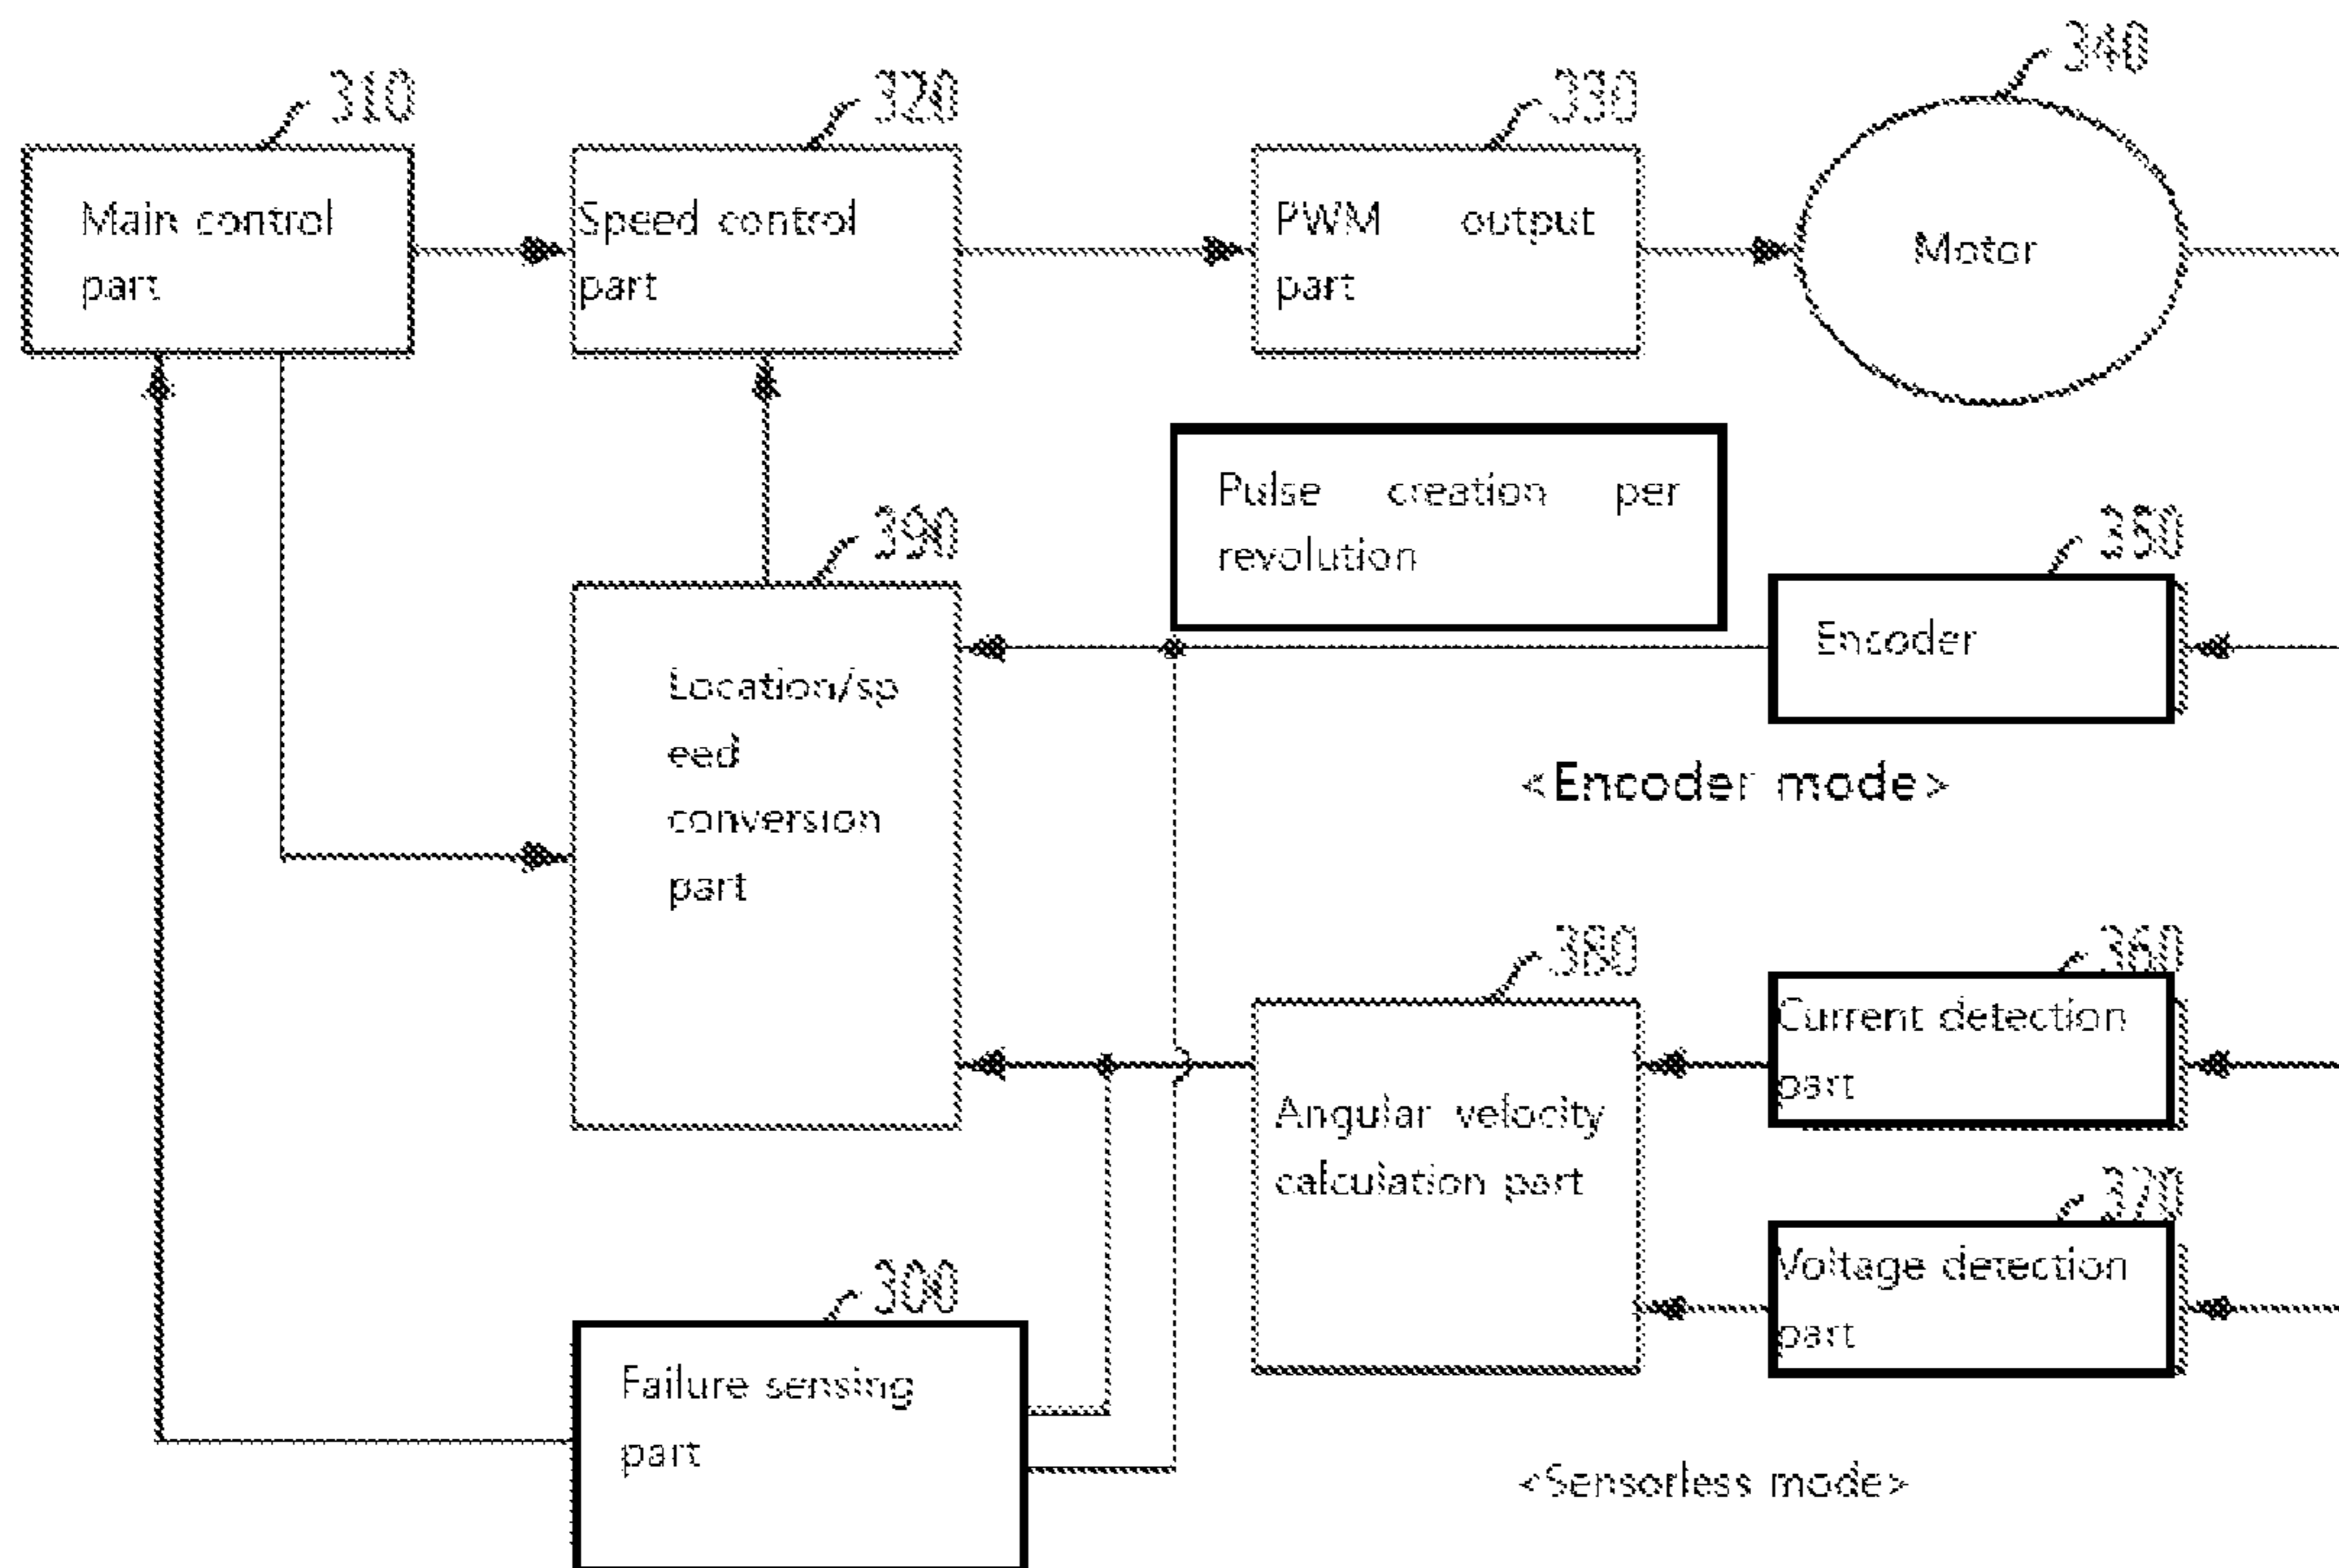 310
320
330
340
Main control
part
Speed control
part
PWM output
part
Motor
Pulse creation per
revolution
390
350
Encoder
Location/sp
eed
conversion
part
<Encoder mode>
380
360
Current detection
part
Angular velocity
calculation part
370
Voltage detection
part
300
Failure sensing
part
<Sensorless mode>